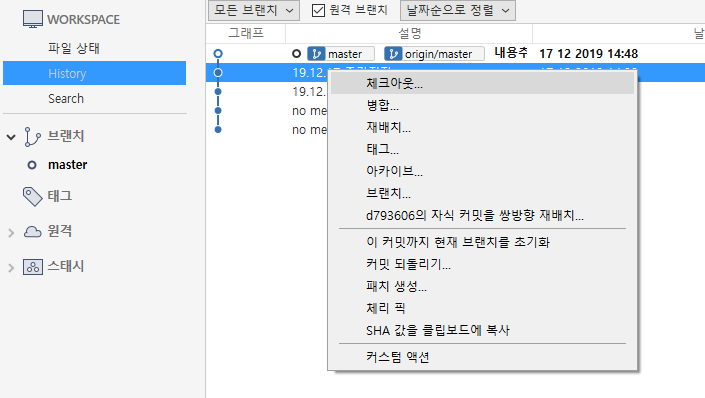 WORKSPACE
파일 상태
History
Search
브랜치
master
태그
원격
스태시
모든 브랜치 원격 브랜치 날짜순으로 정렬
그래프 설명 날
master origin/master 내용추 17 12 2019 14:48
19.12.
19.12.
no me
no me
체크아웃...
병합...
재배치...
태그...
아카이브...
브랜치...
d793606의 자식 커밋을 쌍방향 재배치...
이 커밋까지 현재 브랜치를 초기화
커밋 되돌리기...
패치 생성...
체리 픽
SHA 값을 클립보드에 복사
커스텀 액션